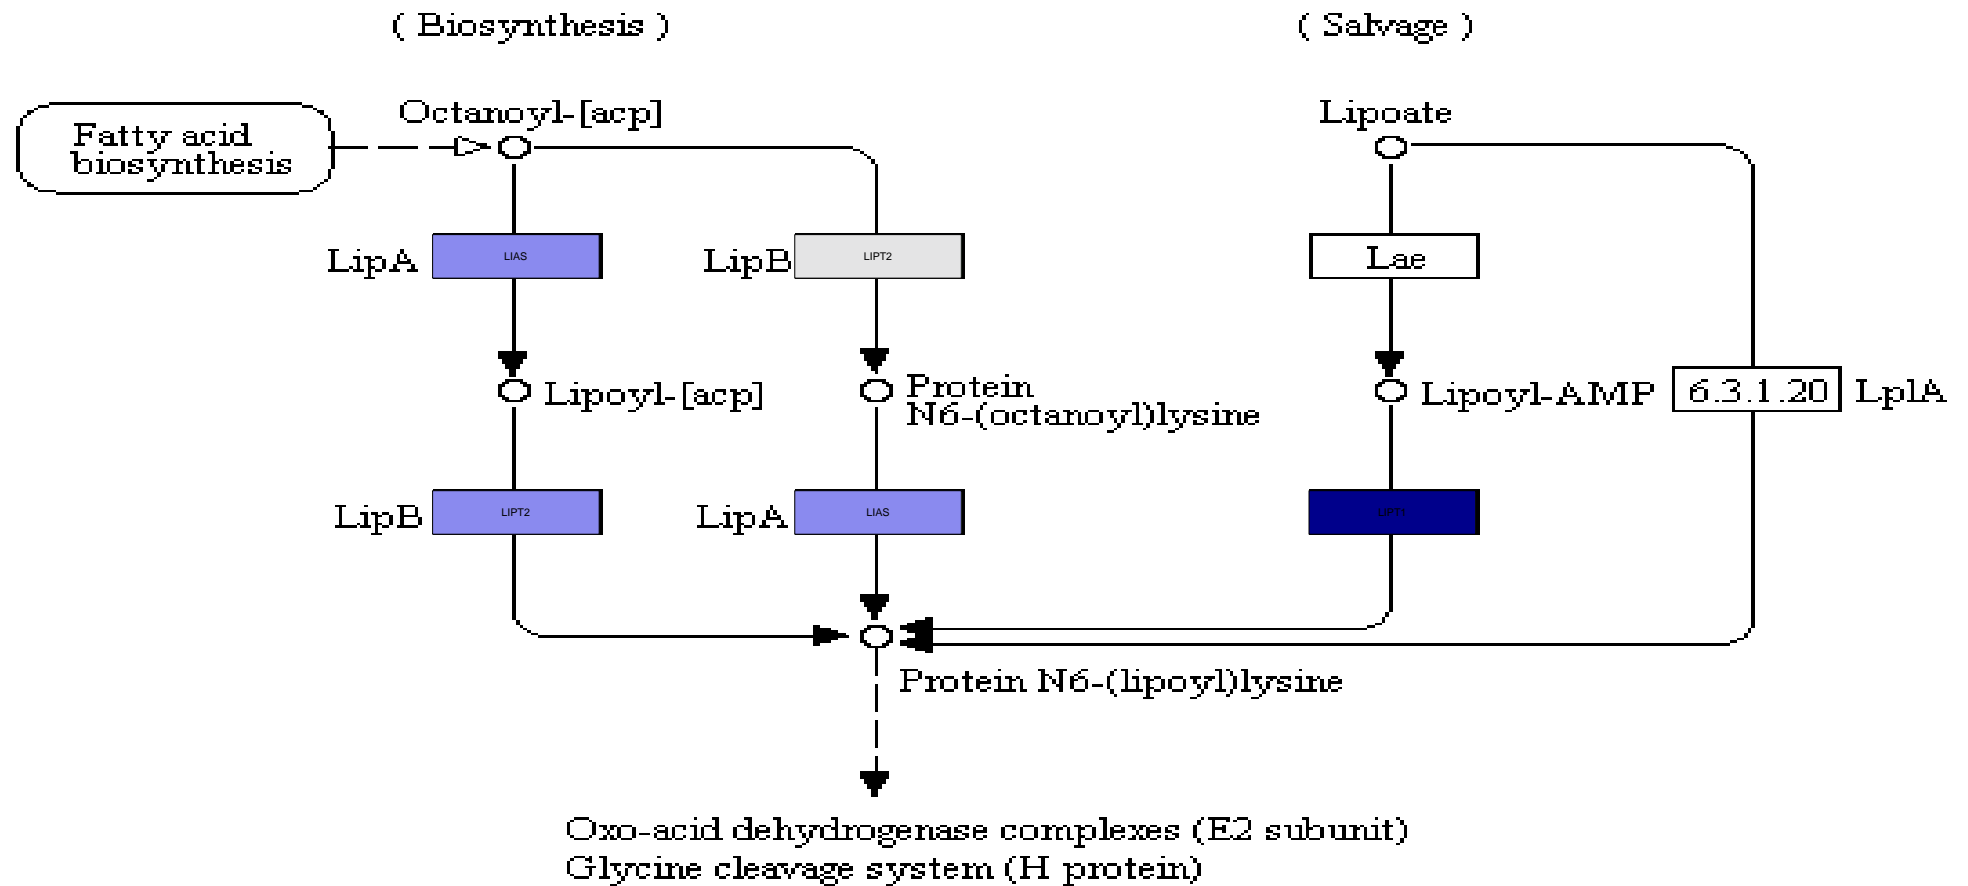 ( Biosynthesis )
( Salvage )
Octanoyl-[acp]
Lipoate
Fatty acid
biosynthesis
LipA
LIAS
LipB
LIPT2
Lae
Lipoyl-[acp]
Protein
N6-(octanoyl)lysine
Lipoyl-AMP
6.3.1.20
LplA
LipB
LIPT2
LipA
LIAS
LIPT1
Protein N6-(lipoyl)lysine
Oxo-acid dehydrogenase complexes (E2 subunit)
Glycine cleavage system (H protein)